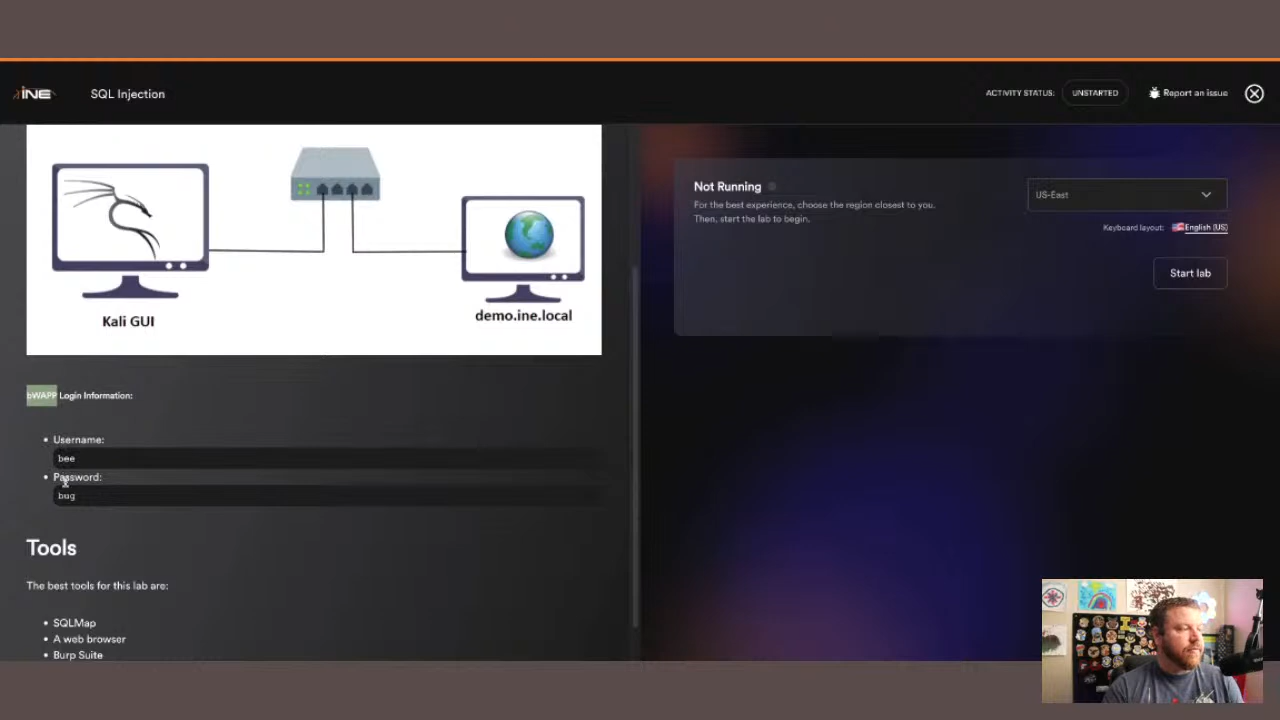 INE
SQL Injection
ACTIVITY STATUS:
UNSTARTED
Report an issue
Kali GUI
demo.ine.local
bWAPP Login Information:
• Username:
bee
• Password:
bug
Tools
The best tools for this lab are:
• SQLMap
• A web browser
• Burp Suite
Not Running
For the best experience, choose the region closest to you.
Then, start the lab to begin.
US-East
Keyboard layout: English (US)
Start lab